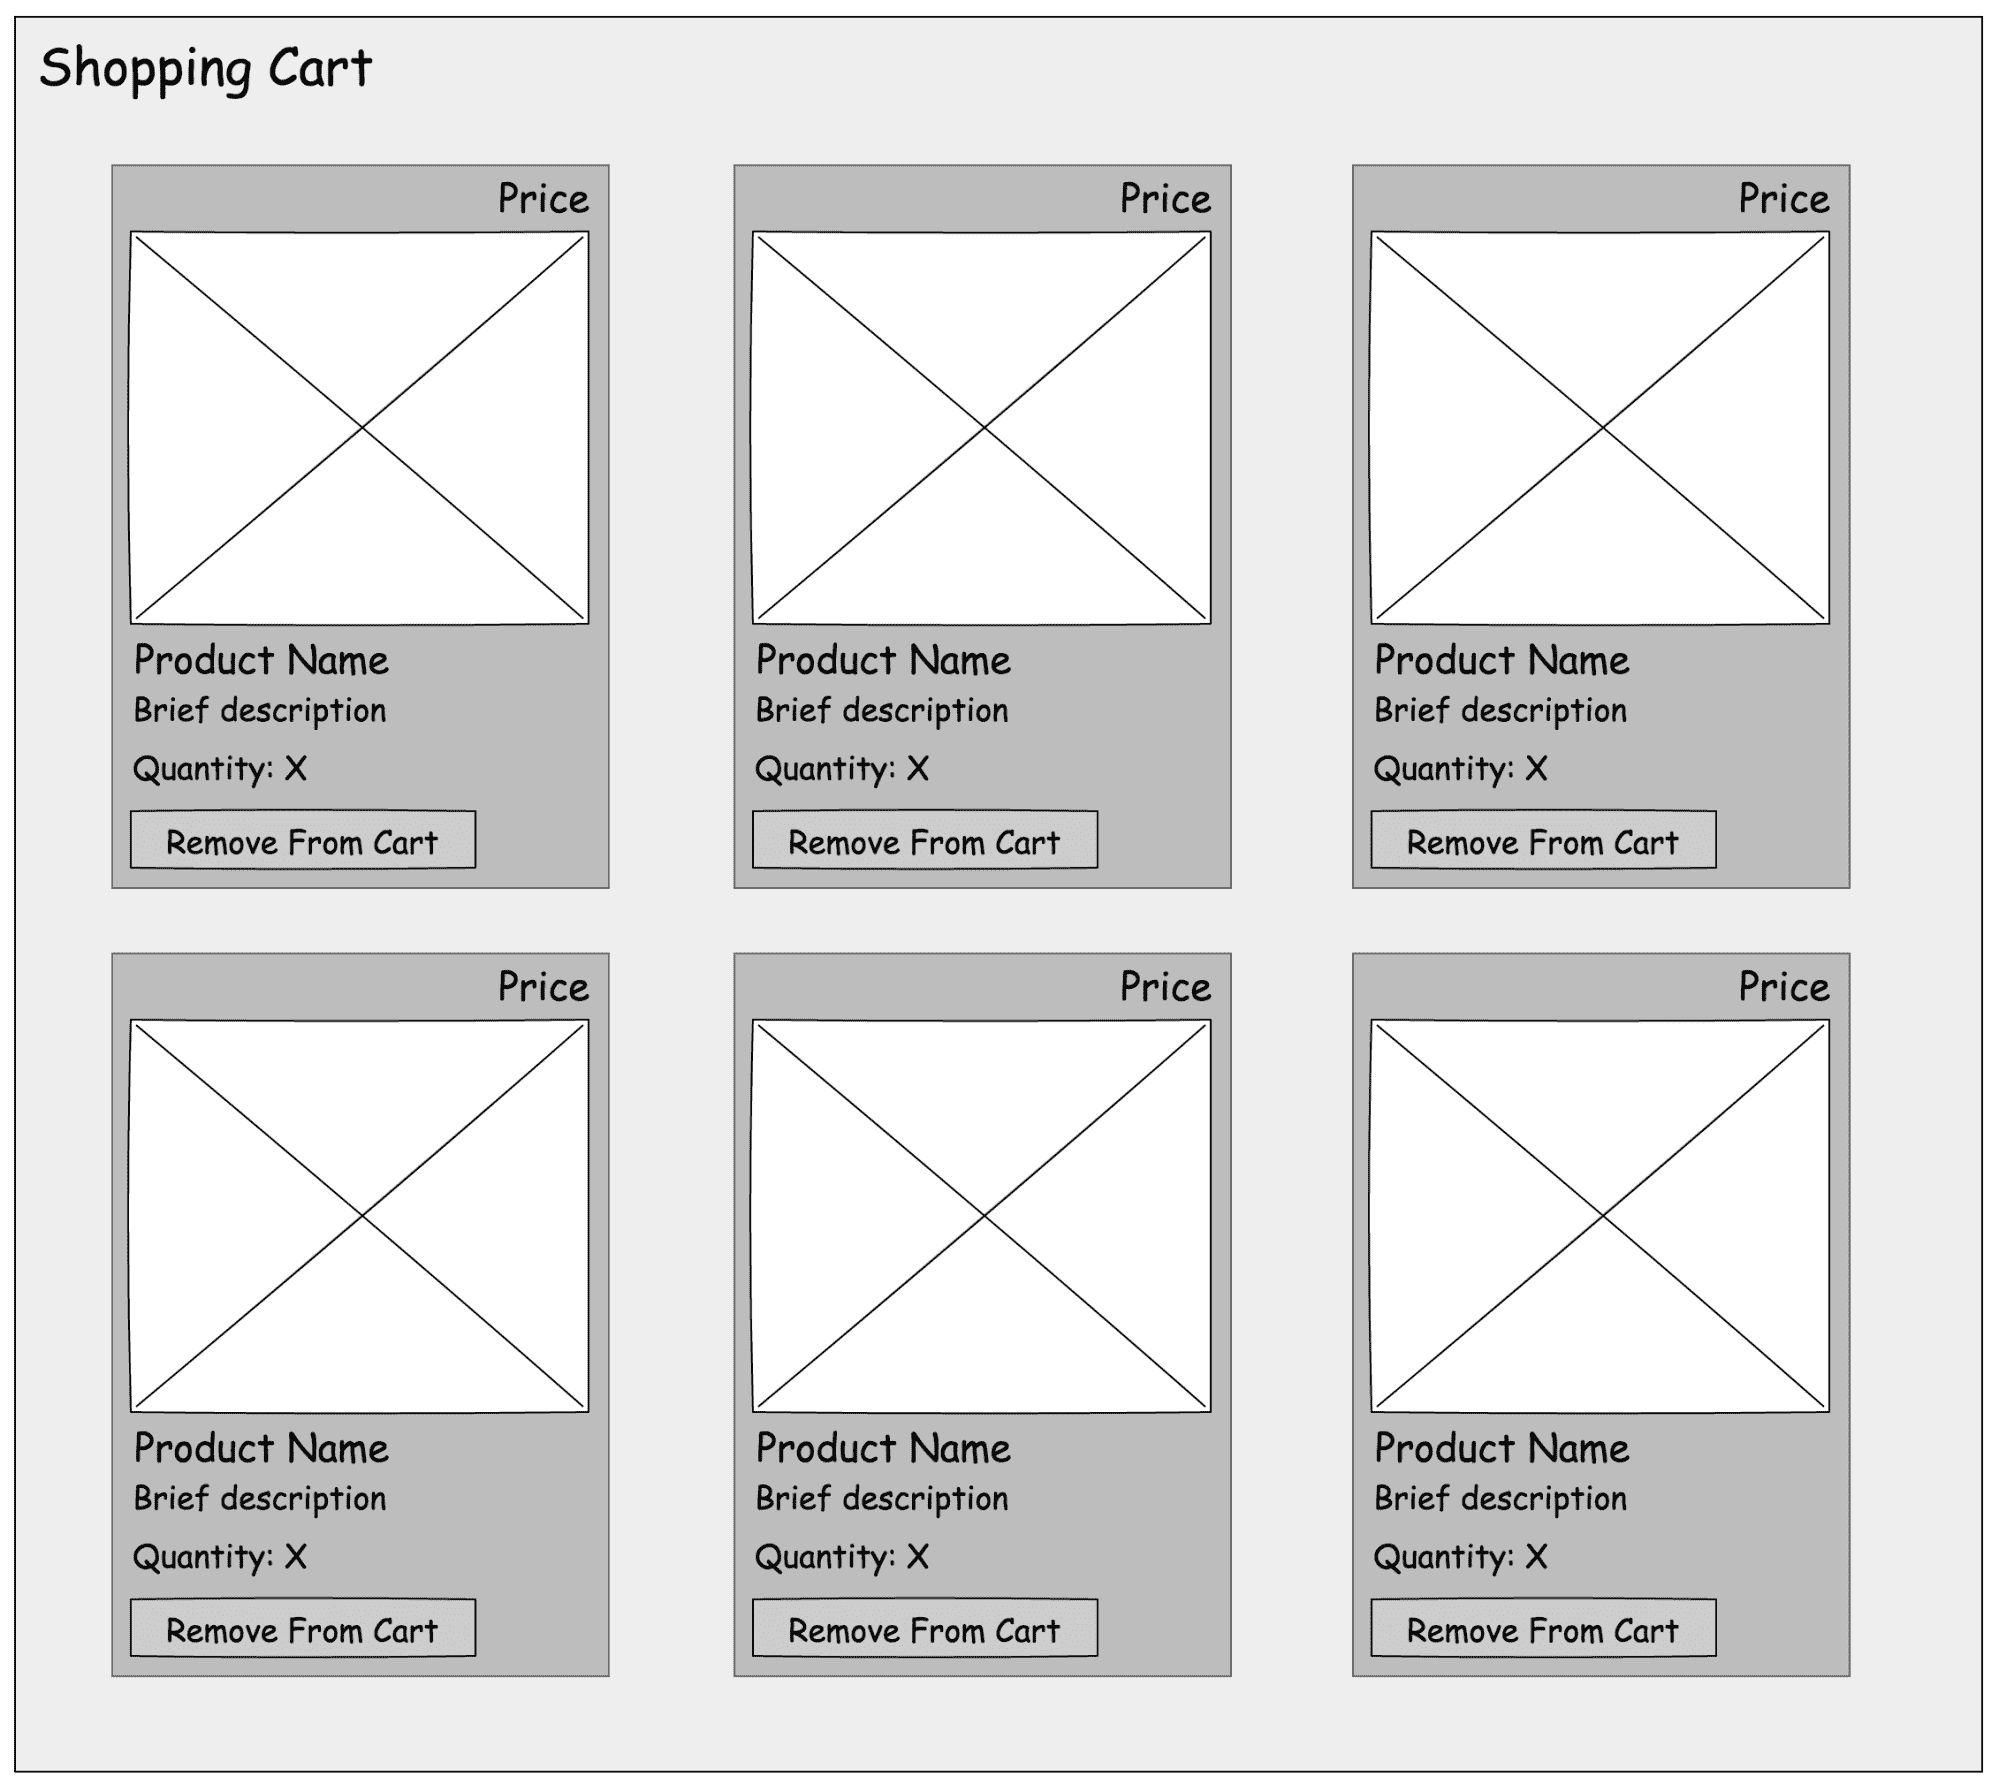 Shopping Cart
Price
Product Name
Brief description
Quantity: X
Remove From Cart
Price
Product Name
Brief description
Quantity: X
Remove From Cart
Price
Product Name
Brief description
Quantity: X
Remove From Cart
Price
Product Name
Brief description
Quantity: X
Remove From Cart
Price
Product Name
Brief description
Quantity: X
Remove From Cart
Price
Product Name
Brief description
Quantity: X
Remove From Cart